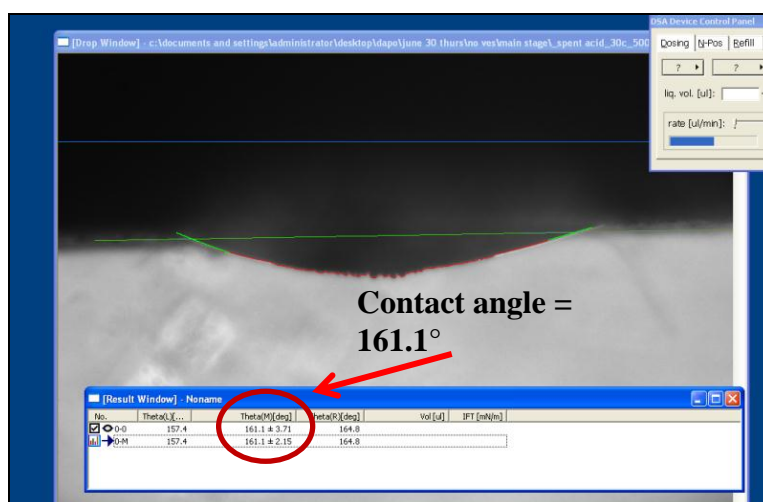 DSA Device Control Panel
[Drop Window] - c:\documents and settings\administrator\desktop\dapo\june 30 thurs\no ves\main stage\_spent acid_30c_500
Dosing N-Pos Refill
? ?
liq. vol. [ul]:
rate [ul/min]:
Contact angle =
161.1°
[Result Window] - Noname
No. Theta(L)[... Theta(M)[deg] Theta(R)[deg] Vol [ul] IFT [mN/m]
0-0 157.4 161.1 ± 3.71 164.8
0-M 157.4 161.1 ± 2.15 164.8